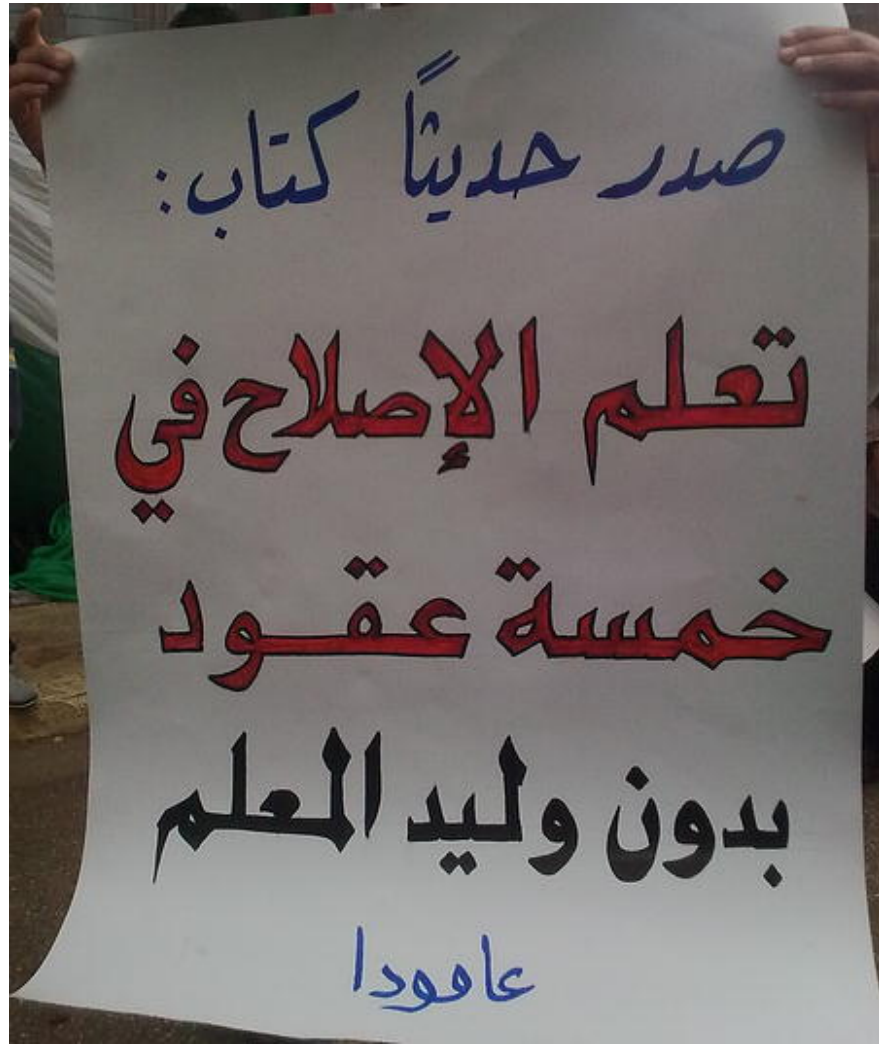 صدر حديثاً كتاب:
تعلم الإصلاح في
خمسة عقود
بدون وليد المعلم
عامودا